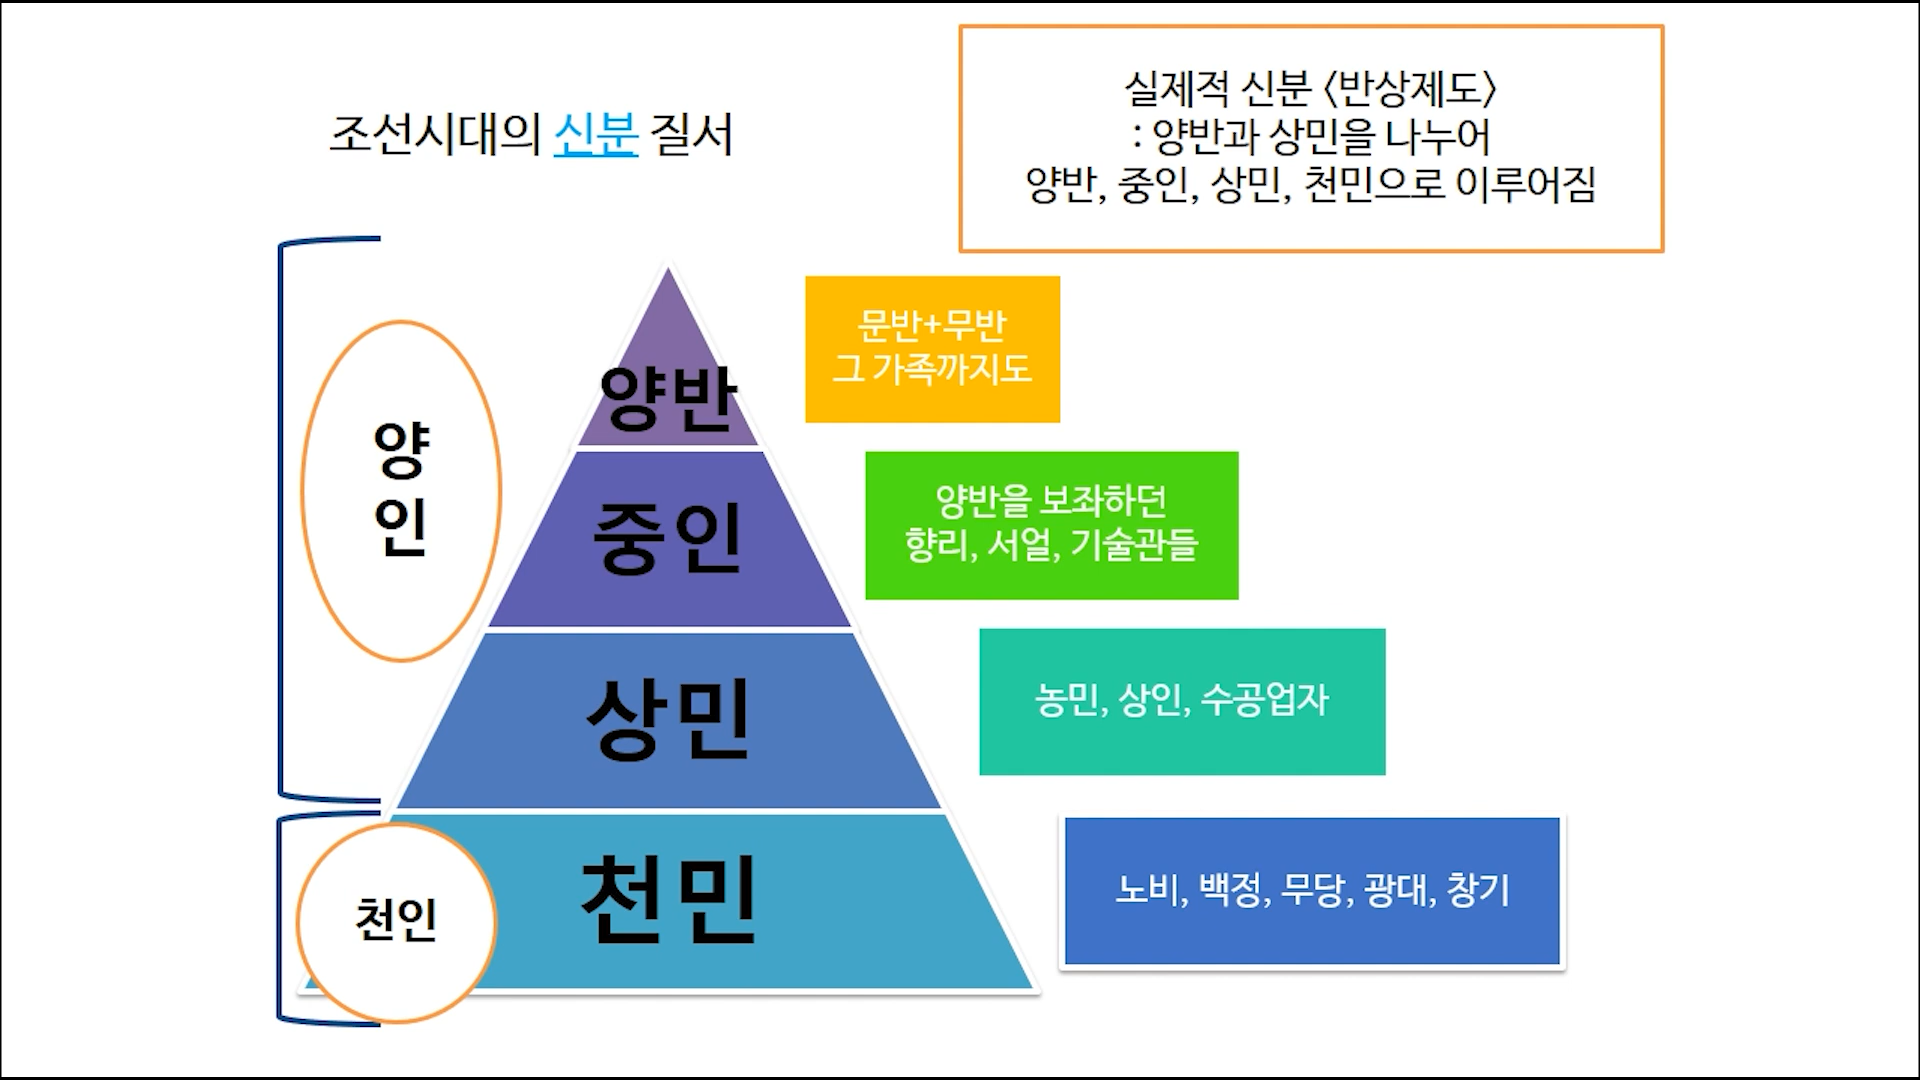 조선시대의 신분 질서
실제적 신분 <반상제도>
: 양반과 상민을 나누어
양반, 중인, 상민, 천민으로 이루어짐
양
인
양반
문반+무반
그 가족까지도
중인
양반을 보좌하던
향리, 서얼, 기술관들
상민
농민, 상인, 수공업자
천인
천민
노비, 백정, 무당, 광대, 창기